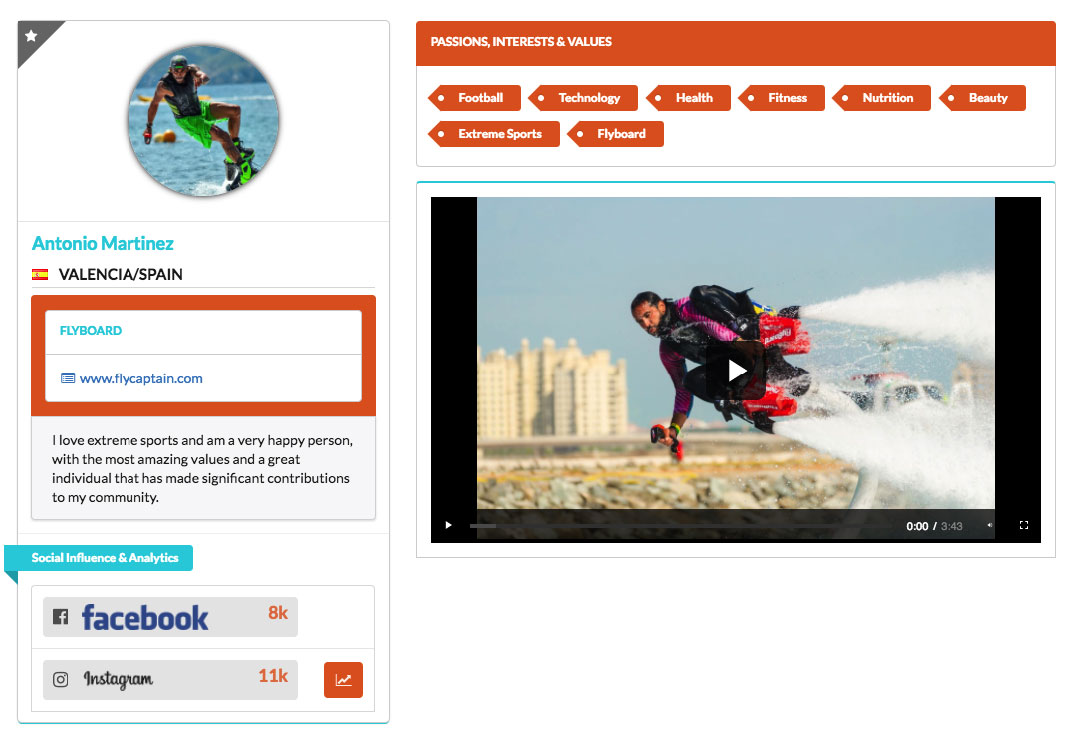 Antonio Martinez
VALENCIA/SPAIN
FLYBOARD
www.flycaptain.com
I love extreme sports and am a very happy person,
with the most amazing values and a great
individual that has made significant contributions
to my community.
Social Influence & Analytics
facebook 8k
Instagram 11k
PASSIONS, INTERESTS & VALUES
Football Technology Health Fitness Nutrition Beauty
Extreme Sports Flyboard
0:00 / 3:43